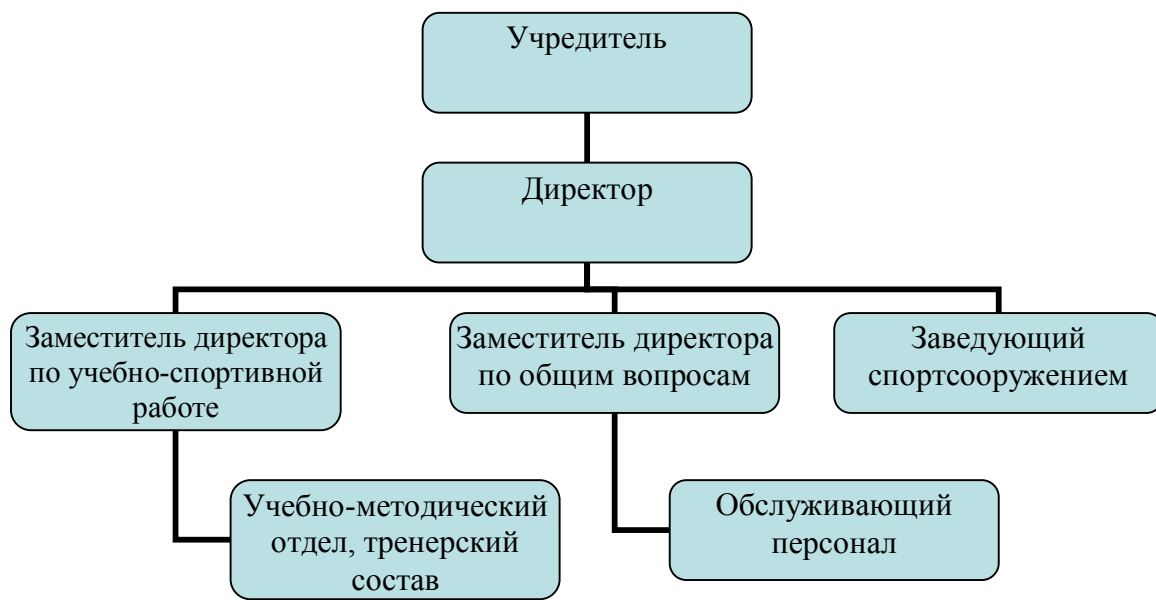 Учредитель
Директор
Заместитель директора
по учебно-спортивной
работе
Заместитель директора
по общим вопросам
Заведующий
спортсооружением
Учебно-методический
отдел, тренерский
состав
Обслуживающий
персонал